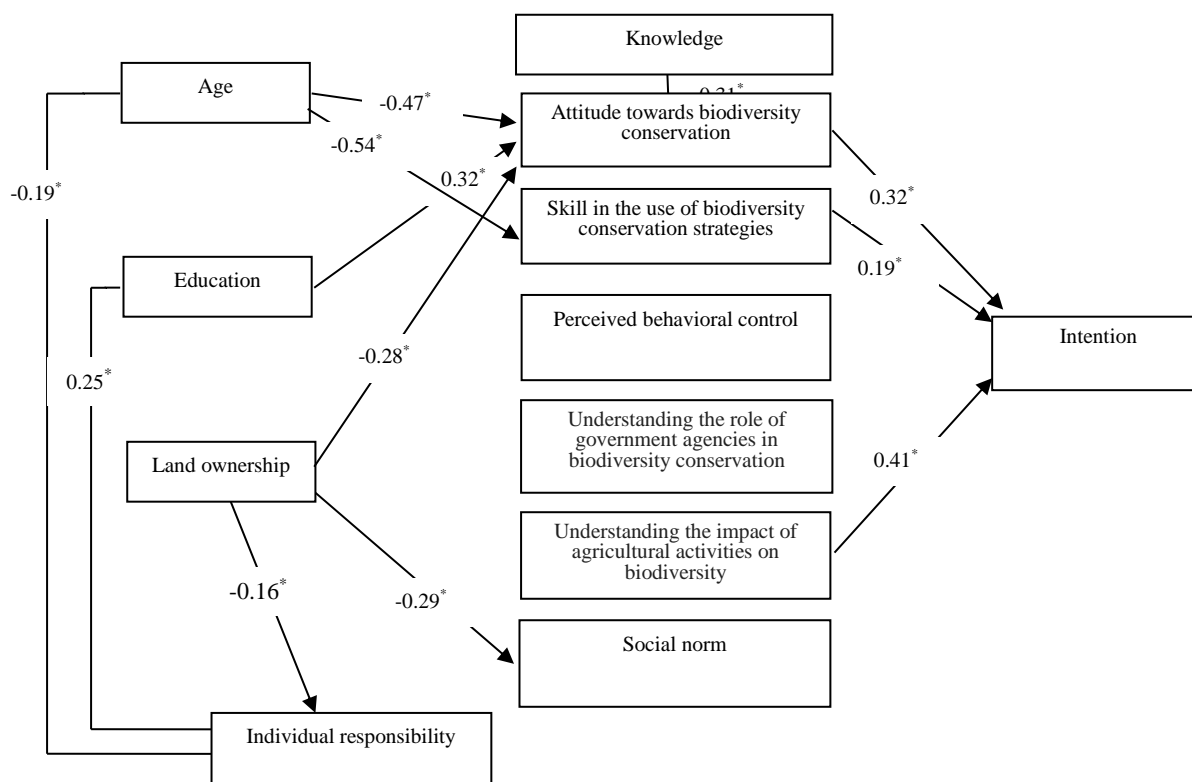 Knowledge
Age
-0.47*
Attitude towards biodiversity
conservation
-0.54*
-0.19*
0.32*
0.32*
Skill in the use of biodiversity
conservation strategies
0.19*
Education
Perceived behavioral control
Intention
-0.28*
0.25*
Understanding the role of
government agencies in
biodiversity conservation
Land ownership
0.41*
Understanding the impact of
agricultural activities on
biodiversity
-0.16*
-0.29*
Social norm
Individual responsibility